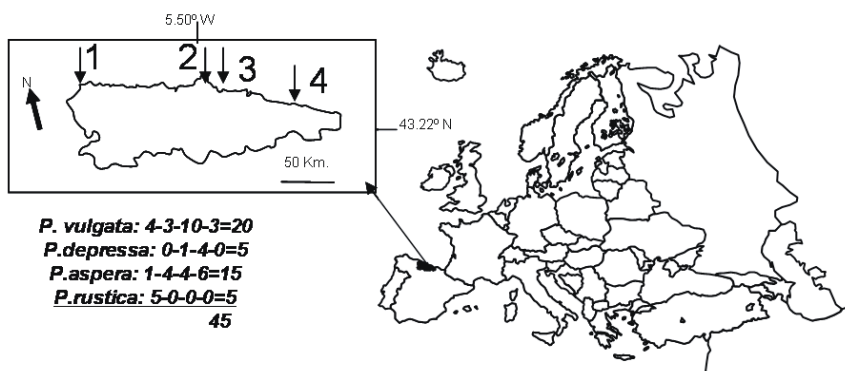 5.50º W
1
2
3
4
N
43.22º N
50 Km.
P. vulgata: 4-3-10-3=20
P.depressa: 0-1-4-0=5
P.aspera: 1-4-4-6=15
P.rustica: 5-0-0-0=5
45